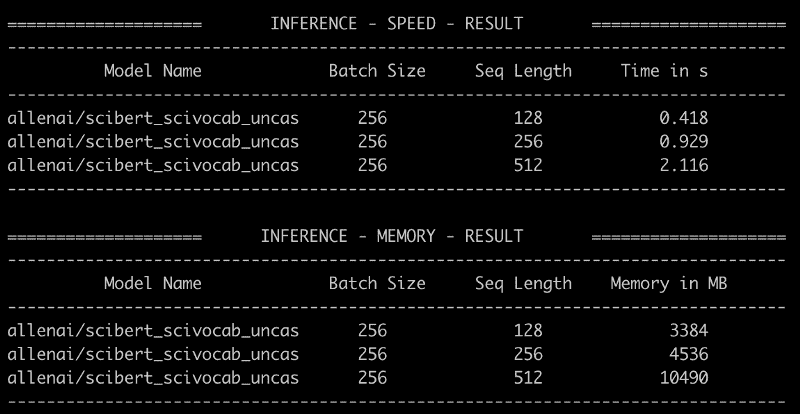 ====================       INFERENCE - SPEED - RESULT       ====================
--------------------------------------------------------------------------------
          Model Name             Batch Size     Seq Length     Time in s
--------------------------------------------------------------------------------
allenai/scibert_scivocab_uncas      256             128            0.418
allenai/scibert_scivocab_uncas      256             256            0.929
allenai/scibert_scivocab_uncas      256             512            2.116
--------------------------------------------------------------------------------
====================      INFERENCE - MEMORY - RESULT       ====================
--------------------------------------------------------------------------------
          Model Name             Batch Size     Seq Length    Memory in MB
--------------------------------------------------------------------------------
allenai/scibert_scivocab_uncas      256             128             3384
allenai/scibert_scivocab_uncas      256             256             4536
allenai/scibert_scivocab_uncas      256             512            10490
--------------------------------------------------------------------------------